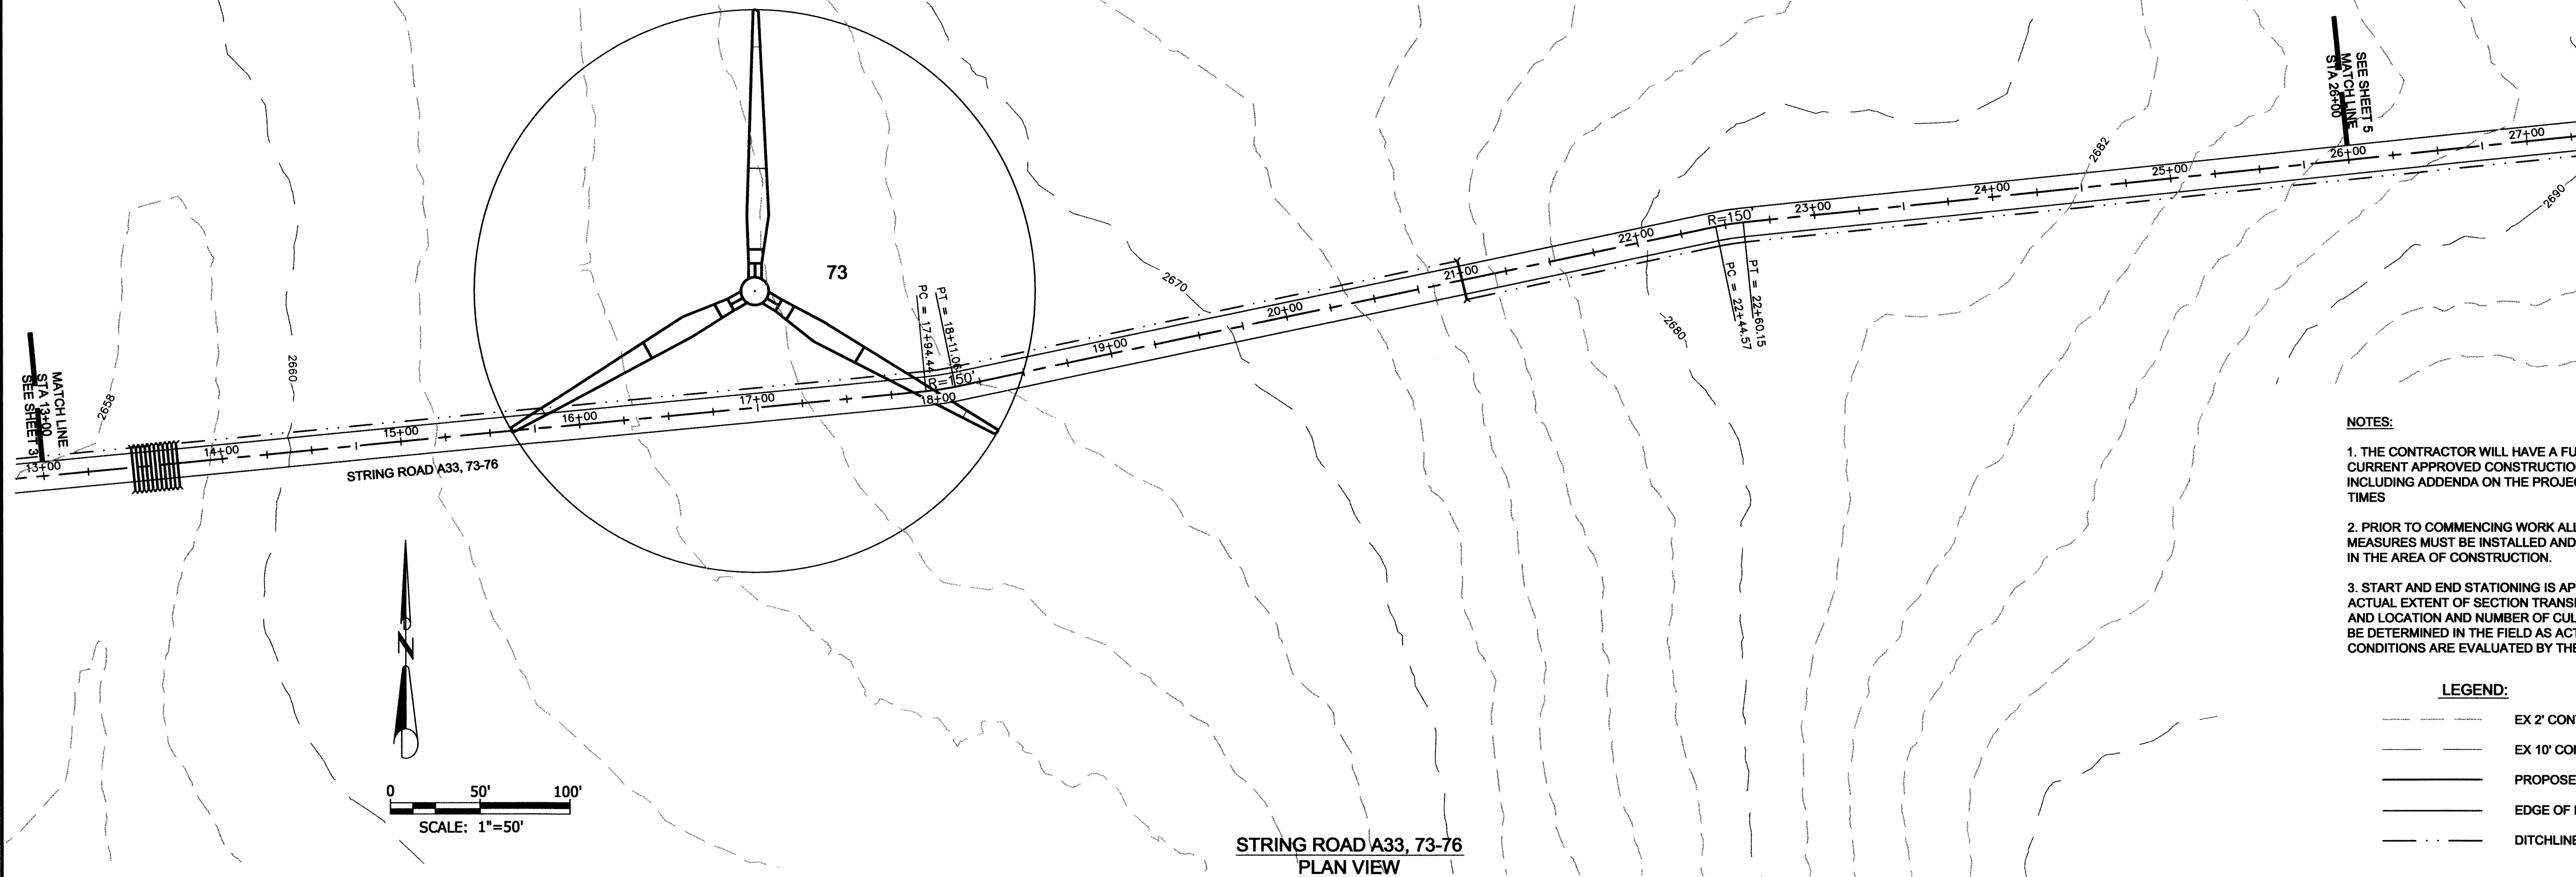 SEE SHEET 5
MATCH LINE
STA 26+00
MATCH LINE
STA 13+00
SEE SHEET 3
2658
2660
2670
2680
2682
2690
73
13+00
14+00
15+00
16+00
17+00
18+00
19+00
20+00
21+00
22+00
23+00
24+00
25+00
26+00
27+00
PC = 17+94.44
PT = 18+11.06
R=150'
R=150'
PC = 22+44.57
PT = 22+60.15
STRING ROAD A33, 73-76
N
0 50' 100'
SCALE: 1"=50'
STRING ROAD A33, 73-76
PLAN VIEW
NOTES:
1. THE CONTRACTOR WILL HAVE A FU
CURRENT APPROVED CONSTRUCTIO
INCLUDING ADDENDA ON THE PROJEC
TIMES
2. PRIOR TO COMMENCING WORK ALL
MEASURES MUST BE INSTALLED AND
IN THE AREA OF CONSTRUCTION.
3. START AND END STATIONING IS AP
ACTUAL EXTENT OF SECTION TRANSI
AND LOCATION AND NUMBER OF CUL
BE DETERMINED IN THE FIELD AS ACT
CONDITIONS ARE EVALUATED BY THE
LEGEND:
EX 2' CON
EX 10' CO
PROPOSE
EDGE OF
DITCHLINE